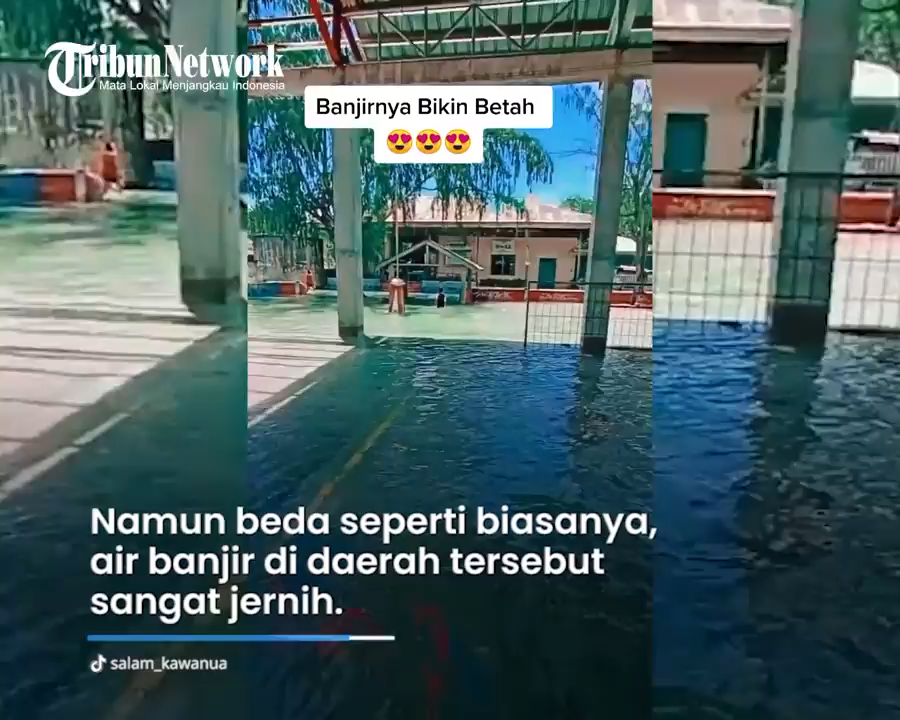 TribunNetwork
Mata Lokal Menjangkau Indonesia
Banjirnya Bikin Betah
😍😍😍
Namun beda seperti biasanya,
air banjir di daerah tersebut
sangat jernih.
salam_kawanua